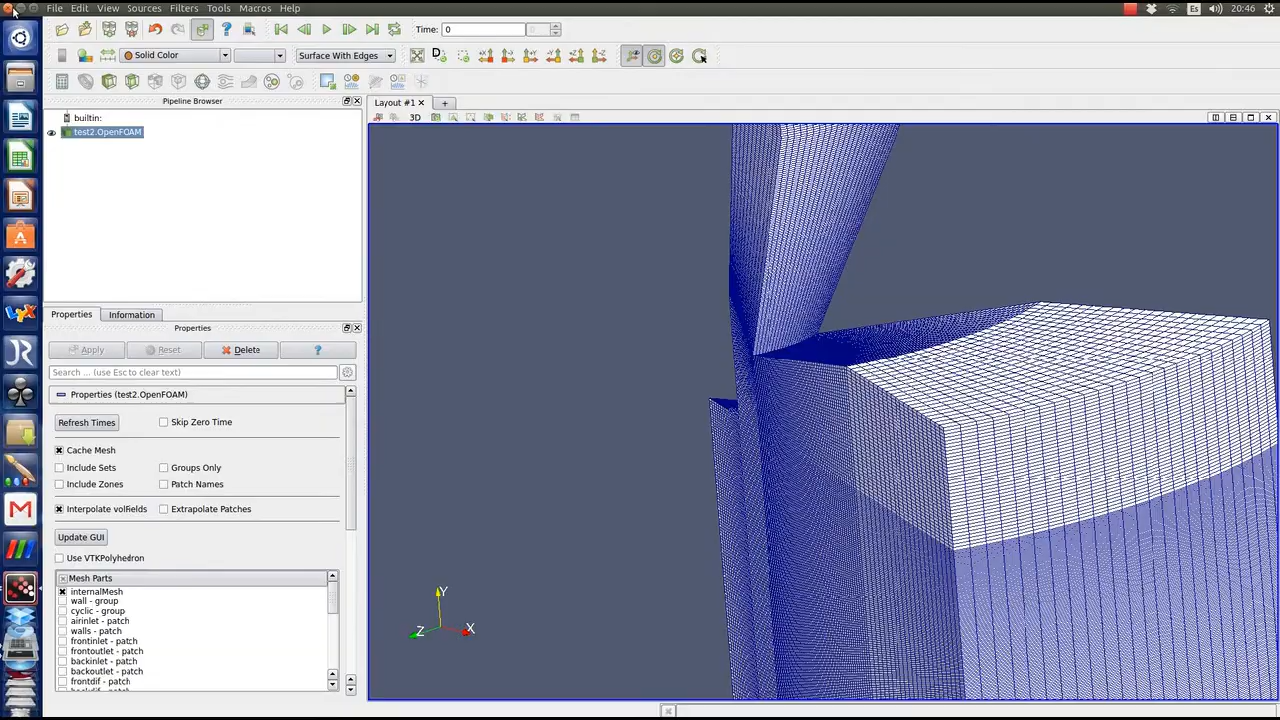 File Edit View Sources Filters Tools Macros Help
Es 20:46
Time: 0 0
Solid Color Surface With Edges
Pipeline Browser
Layout #1 +
3D
builtin:
test2.OpenFOAM
Properties Information
Properties
Apply Reset Delete ?
Search ... (use Esc to clear text)
Properties (test2.OpenFOAM)
Refresh Times Skip Zero Time
Cache Mesh
Include Sets Groups Only
Include Zones Patch Names
Interpolate volFields Extrapolate Patches
Update GUI
Use VTKPolyhedron
Mesh Parts
internalMesh
wall - group
cyclic - group
airinlet - patch
walls - patch
frontinlet - patch
frontoutlet - patch
backinlet - patch
backoutlet - patch
frontdif - patch
Y
Z X